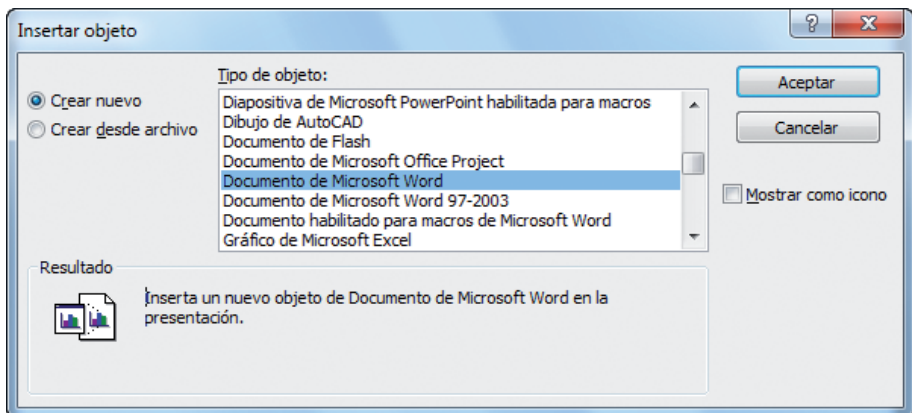 Insertar objeto
Tipo de objeto:
Crear nuevo
Crear desde archivo
Diapositiva de Microsoft PowerPoint habilitada para macros
Dibujo de AutoCAD
Documento de Flash
Documento de Microsoft Office Project
Documento de Microsoft Word
Documento de Microsoft Word 97-2003
Documento habilitado para macros de Microsoft Word
Gráfico de Microsoft Excel
Aceptar
Cancelar
Mostrar como icono
Resultado
Inserta un nuevo objeto de Documento de Microsoft Word en la
presentación.